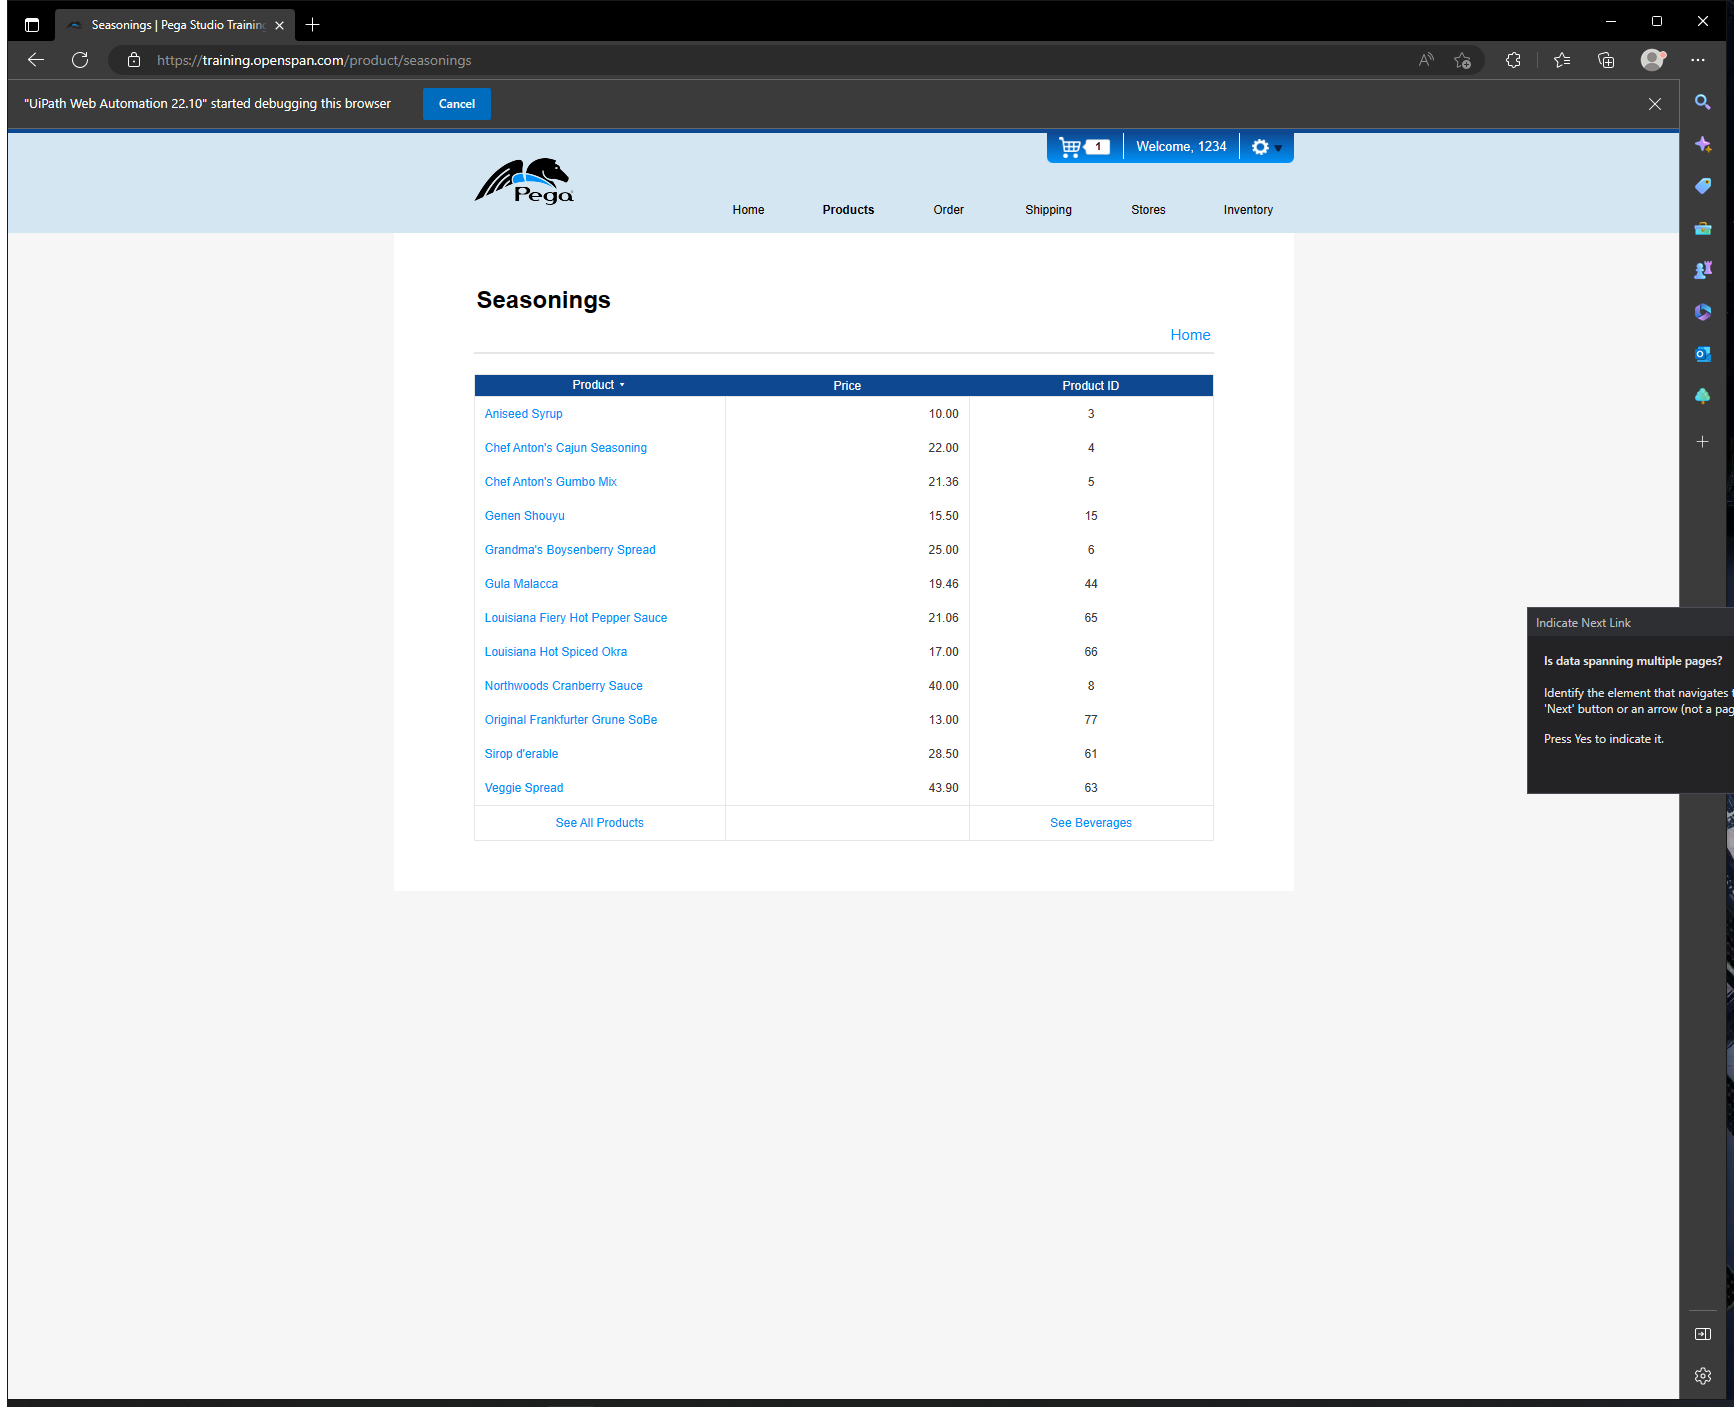 Seasonings | Pega Studio Training
https://training.openspan.com/product/seasonings
"UiPath Web Automation 22.10" started debugging this browser
Cancel
1
Welcome, 1234
Pega
Home
Products
Order
Shipping
Stores
Inventory
Seasonings
Home
Product Price Product ID
Aniseed Syrup 10.00 3
Chef Anton's Cajun Seasoning 22.00 4
Chef Anton's Gumbo Mix 21.36 5
Genen Shouyu 15.50 15
Grandma's Boysenberry Spread 25.00 6
Gula Malacca 19.46 44
Louisiana Fiery Hot Pepper Sauce 21.06 65
Louisiana Hot Spiced Okra 17.00 66
Northwoods Cranberry Sauce 40.00 8
Original Frankfurter Grune SoBe 13.00 77
Sirop d'erable 28.50 61
Veggie Spread 43.90 63
See All Products See Beverages
Indicate Next Link
Is data spanning multiple pages?
Identify the element that navigates
'Next' button or an arrow (not a
Press Yes to indicate it.